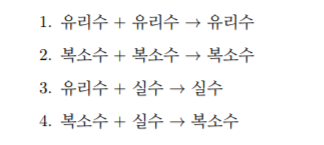 1. 유리수 + 유리수 → 유리수
2. 복소수 + 복소수 → 복소수
3. 유리수 + 실수 → 실수
4. 복소수 + 실수 → 복소수